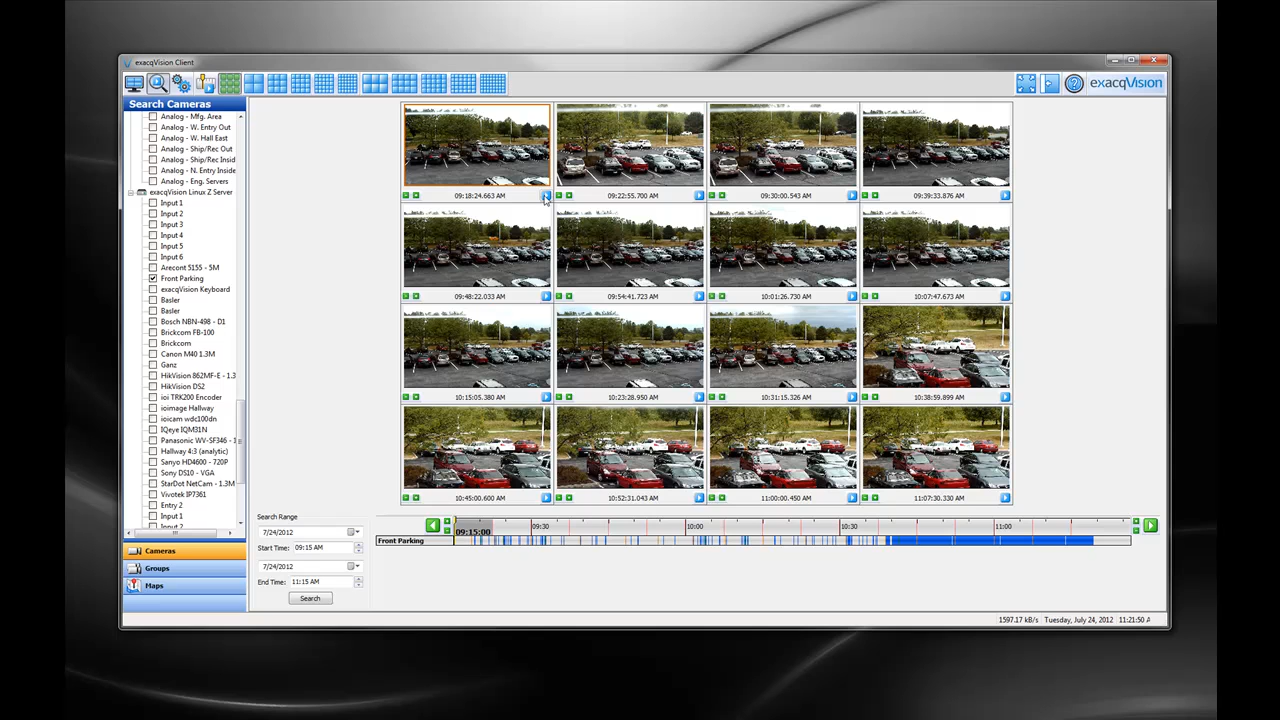 exacqVision Client
exacqVision
Search Cameras
Analog - Mfg. Area
Analog - W. Entry Out
Analog - W. Hall East
Analog - Ship/Rec Out
Analog - Ship/Rec Insid
Analog - N. Entry Inside
Analog - Eng. Servers
exacqVision Linux Z Server
Input 1
Input 2
Input 3
Input 4
Input 5
Input 6
Arecont 5155 - 5M
Front Parking
exacqVision Keyboard
Basler
Basler
Bosch NBN-498 - D1
Brickcom FB-100
Brickcom
Canon M40 1.3M
Ganz
HikVision 862MF-E - 1.3
HikVision DS2
ioi TRK200 Encoder
ioimage Hallway
ioicam wdc100dn
IQeye IQM31N
Panasonic WV-SF346 - 1
Hallway 4:3 (analytic)
Sanyo HD4600 - 720P
Sony DS10 - VGA
StarDot NetCam - 1.3M
Vivotek IP7361
Entry 2
Input 1
Input 2
Cameras
Groups
Maps
09:18:24.663 AM
09:22:55.700 AM
09:30:00.543 AM
09:39:33.876 AM
09:48:22.033 AM
09:54:41.723 AM
10:01:26.730 AM
10:07:47.673 AM
10:15:05.380 AM
10:23:28.950 AM
10:31:15.326 AM
10:38:59.899 AM
10:45:00.600 AM
10:52:31.043 AM
11:00:00.450 AM
11:07:30.330 AM
Search Range
7/24/2012
Start Time: 09:15 AM
7/24/2012
End Time: 11:15 AM
Search
09:15:00
09:30
10:00
10:30
11:00
Front Parking
1597.17 kB/s Tuesday, July 24, 2012 11:21:50 A